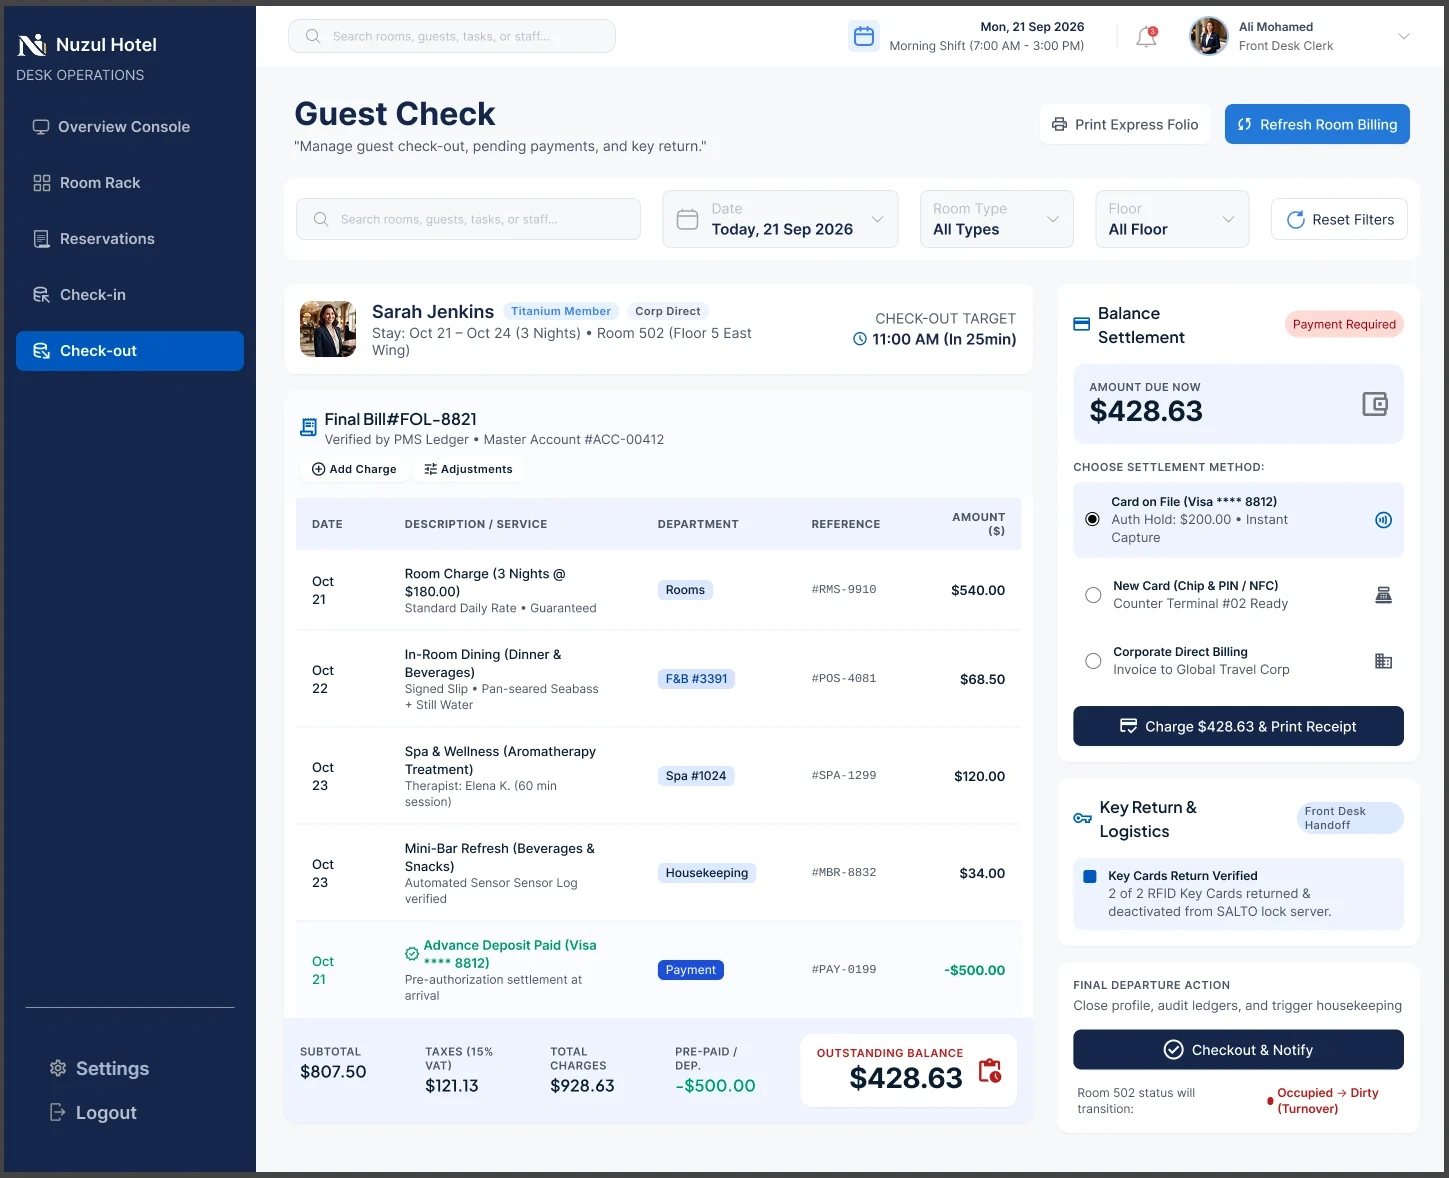 Nuzul Hotel
DESK OPERATIONS
Overview Console
Room Rack
Reservations
Check-in
Check-out
Settings
Logout
Search rooms, guests, tasks, or staff...
Mon, 21 Sep 2026
Morning Shift (7:00 AM - 3:00 PM)
3
Ali Mohamed
Front Desk Clerk
Guest Check
"Manage guest check-out, pending payments, and key return."
Print Express Folio
Refresh Room Billing
Search rooms, guests, tasks, or staff...
Date
Today, 21 Sep 2026
Room Type
All Types
Floor
All Floor
Reset Filters
Sarah Jenkins
Titanium Member
Corp Direct
Stay: Oct 21 – Oct 24 (3 Nights) • Room 502 (Floor 5 East
Wing)
CHECK-OUT TARGET
11:00 AM (In 25min)
Final Bill#FOL-8821
Verified by PMS Ledger • Master Account #ACC-00412
Add Charge
Adjustments
DATE
DESCRIPTION / SERVICE
DEPARTMENT
REFERENCE
AMOUNT
($)
Oct
21
Room Charge (3 Nights @
$180.00)
Standard Daily Rate • Guaranteed
Rooms
#RMS-9910
$540.00
Oct
22
In-Room Dining (Dinner &
Beverages)
Signed Slip • Pan-seared Seabass
+ Still Water
F&B #3391
#POS-4081
$68.50
Oct
23
Spa & Wellness (Aromatherapy
Treatment)
Therapist: Elena K. (60 min
session)
Spa #1024
#SPA-1299
$120.00
Oct
23
Mini-Bar Refresh (Beverages &
Snacks)
Automated Sensor Sensor Log
verified
Housekeeping
#MBR-8832
$34.00
Oct
21
Advance Deposit Paid (Visa
**** 8812)
Pre-authorization settlement at
arrival
Payment
#PAY-0199
-$500.00
SUBTOTAL
$807.50
TAXES (15%
VAT)
$121.13
TOTAL
CHARGES
$928.63
PRE-PAID /
DEP.
-$500.00
OUTSTANDING BALANCE
$428.63
Balance
Settlement
Payment Required
AMOUNT DUE NOW
$428.63
CHOOSE SETTLEMENT METHOD:
Card on File (Visa **** 8812)
Auth Hold: $200.00 • Instant
Capture
New Card (Chip & PIN / NFC)
Counter Terminal #02 Ready
Corporate Direct Billing
Invoice to Global Travel Corp
Charge $428.63 & Print Receipt
Key Return &
Logistics
Front Desk
Handoff
Key Cards Return Verified
2 of 2 RFID Key Cards returned &
deactivated from SALTO lock server.
FINAL DEPARTURE ACTION
Close profile, audit ledgers, and trigger housekeeping
Checkout & Notify
Room 502 status will
transition:
Occupied → Dirty
(Turnover)